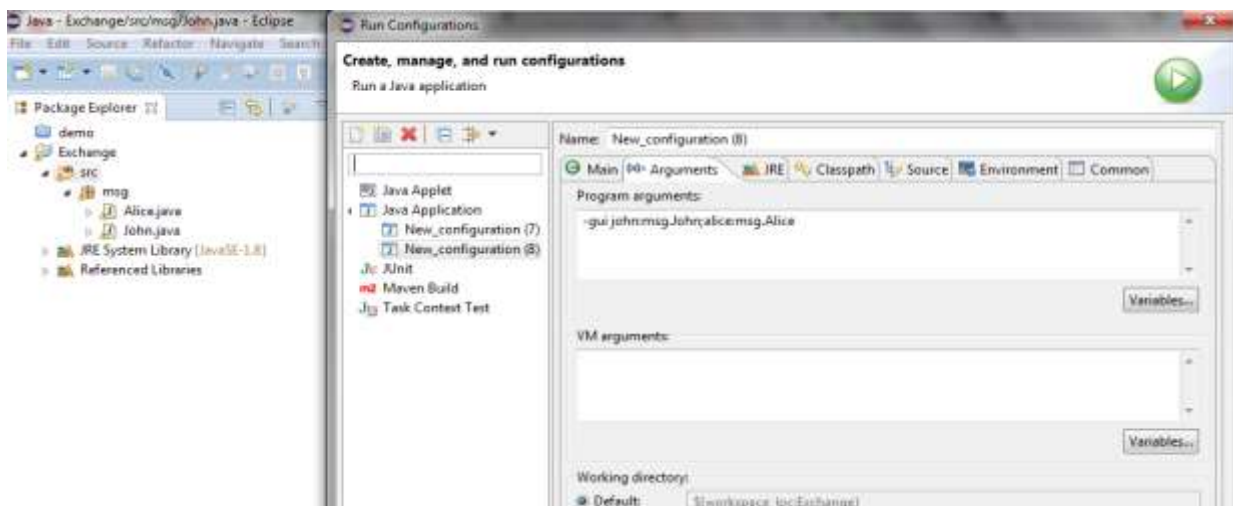 Java - Exchange/src/msg/John.java - Eclipse
File Edit Source Refactor Navigate Search
Package Explorer
demo
Exchange
src
msg
Alice.java
John.java
JRE System Library [JavaSE-1.8]
Referenced Libraries
Run Configurations
Create, manage, and run configurations
Run a Java application
Java Applet
Java Application
New_configuration (7)
New_configuration (8)
Ju JUnit
m2 Maven Build
Task Context Test
Name: New_configuration (8)
Main Arguments JRE Classpath Source Environment Common
Program arguments:
-gui john:msg.John;alice:msg.Alice
Variables...
VM arguments:
Variables...
Working directory:
Default: ${workspace_loc:Exchange}